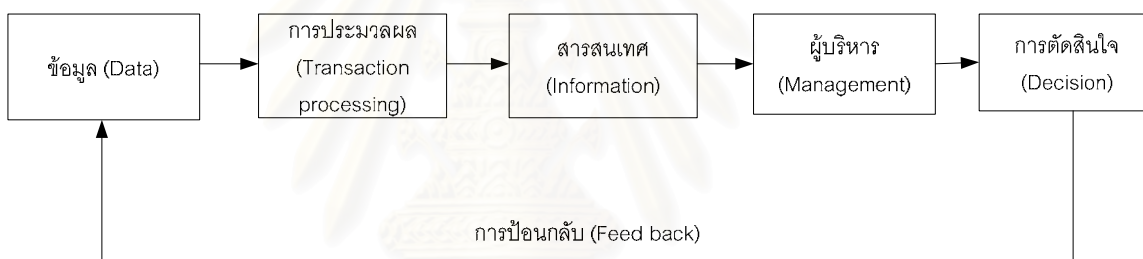 ข้อมูล (Data)
การประมวลผล
(Transaction
processing)
สารสนเทศ
(Information)
ผู้บริหาร
(Management)
การตัดสินใจ
(Decision)
การป้อนกลับ (Feed back)